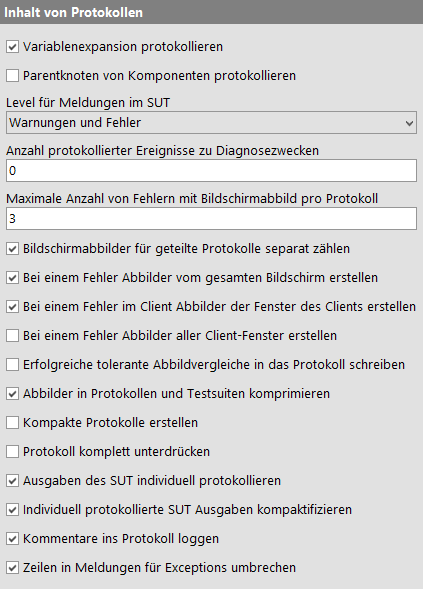 Inhalt von Protokollen
Variablenexpansion protokollieren
Parentknoten von Komponenten protokollieren
Level für Meldungen im SUT
Warnungen und Fehler
Anzahl protokollierter Ereignisse zu Diagnosezwecken
0
Maximale Anzahl von Fehlern mit Bildschirmabbild pro Protokoll
3
Bildschirmabbilder für geteilte Protokolle separat zählen
Bei einem Fehler Abbilder vom gesamten Bildschirm erstellen
Bei einem Fehler im Client Abbilder der Fenster des Clients erstellen
Bei einem Fehler Abbilder aller Client-Fenster erstellen
Erfolgreiche tolerante Abbildvergleiche in das Protokoll schreiben
Abbilder in Protokollen und Testsuiten komprimieren
Kompakte Protokolle erstellen
Protokoll komplett unterdrücken
Ausgaben des SUT individuell protokollieren
Individuell protokollierte SUT Ausgaben kompaktifizieren
Kommentare ins Protokoll loggen
Zeilen in Meldungen für Exceptions umbrechen